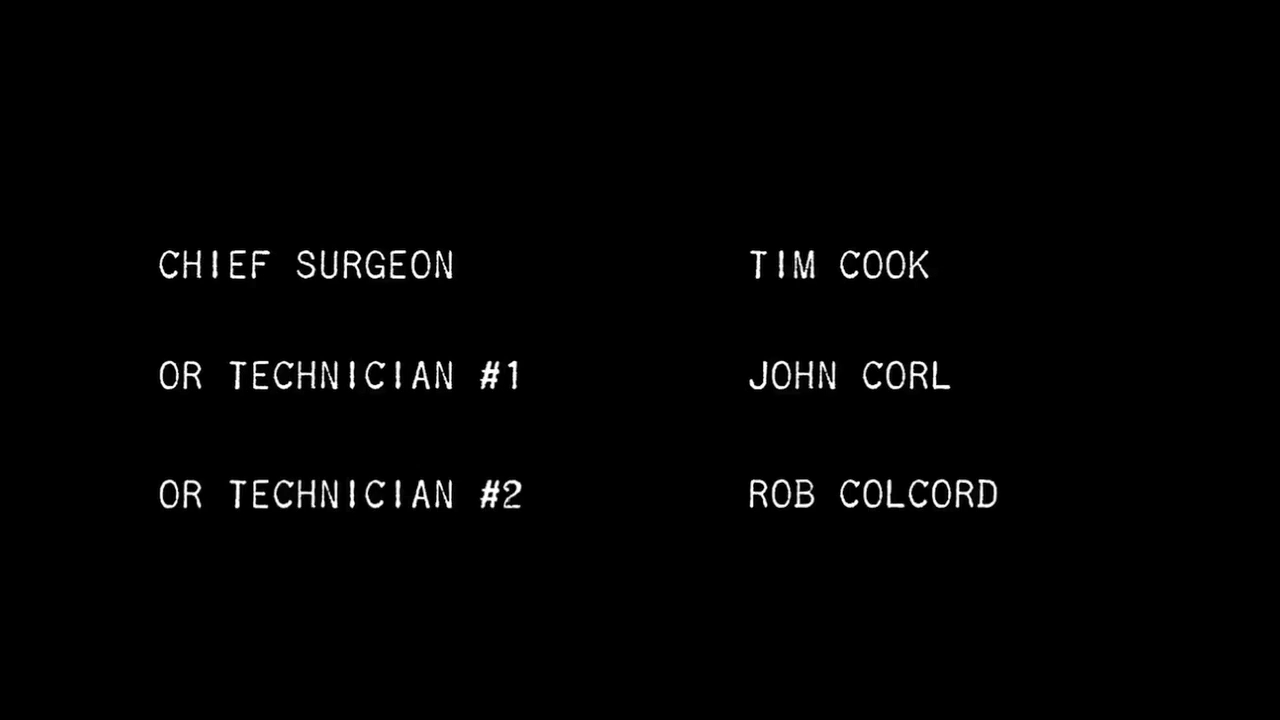 CHIEF SURGEON TIM COOK
OR TECHNICIAN #1 JOHN CORL
OR TECHNICIAN #2 ROB COLCORD